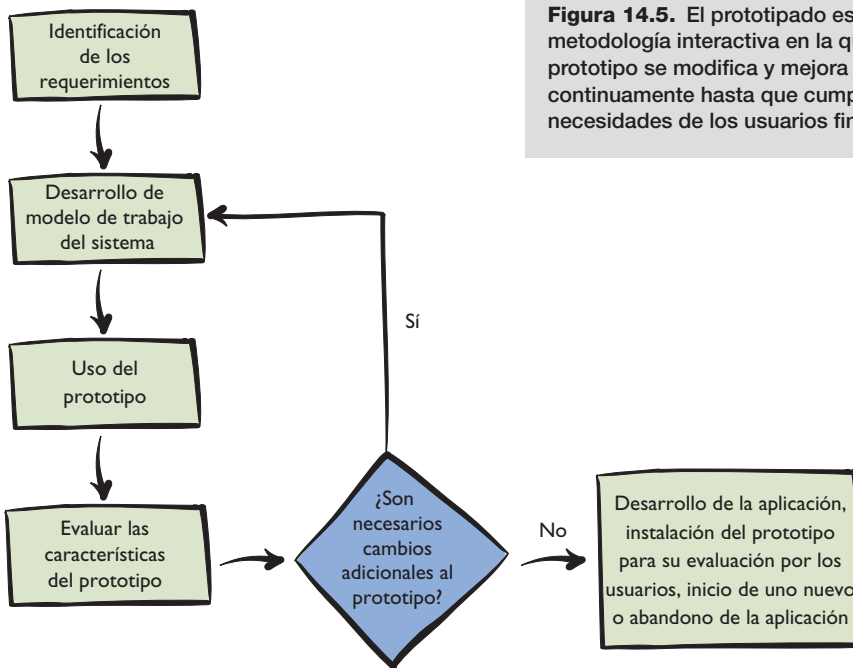 Identificación
de los
requerimientos
Figura 14.5. El prototipado es
metodología interactiva en la
prototipo se modifica y mejora
continuamente hasta que
necesidades de los usuarios
Desarrollo de
modelo de trabajo
del sistema
Sí
Uso del
prototipo
Evaluar las
características
del prototipo
¿Son
necesarios
cambios
adicionales al
prototipo?
No
Desarrollo de la aplicación,
instalación del prototipo
para su evaluación por los
usuarios, inicio de uno nuevo
o abandono de la aplicación